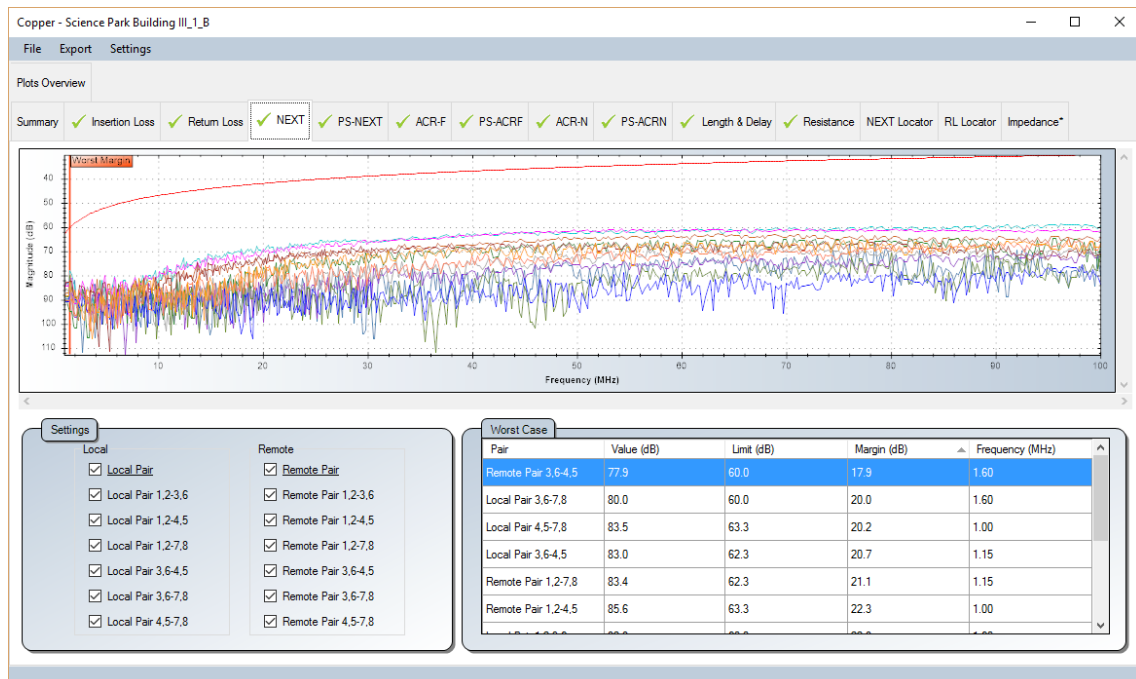 Copper - Science Park Building III_1_B
File Export Settings
Plots Overview
Summary Insertion Loss Return Loss NEXT PS-NEXT ACR-F PS-ACRF ACR-N PS-ACRN Length & Delay Resistance NEXT Locator RL Locator Impedance*
Worst Margin
Magnitude (dB)
40
50
60
70
80
90
100
110
10 20 30 40 50 60 70 80 90 100
Frequency (MHz)
Settings
Local Remote
Local Pair Remote Pair
Local Pair 1,2-3,6 Remote Pair 1,2-3,6
Local Pair 1,2-4,5 Remote Pair 1,2-4,5
Local Pair 1,2-7,8 Remote Pair 1,2-7,8
Local Pair 3,6-4,5 Remote Pair 3,6-4,5
Local Pair 3,6-7,8 Remote Pair 3,6-7,8
Local Pair 4,5-7,8 Remote Pair 4,5-7,8
Worst Case
Pair Value (dB) Limit (dB) Margin (dB) Frequency (MHz)
Remote Pair 3,6-4,5 77.9 60.0 17.9 1.60
Local Pair 3,6-7,8 80.0 60.0 20.0 1.60
Local Pair 4,5-7,8 83.5 63.3 20.2 1.00
Local Pair 3,6-4,5 83.0 62.3 20.7 1.15
Remote Pair 1,2-7,8 83.4 62.3 21.1 1.15
Remote Pair 1,2-4,5 85.6 63.3 22.3 1.00